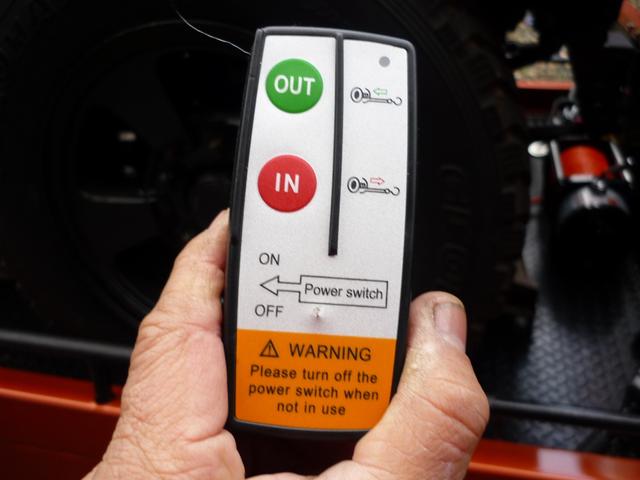 OUT
IN
ON
Power switch
OFF
WARNING
Please turn off the
power switch when
not in use